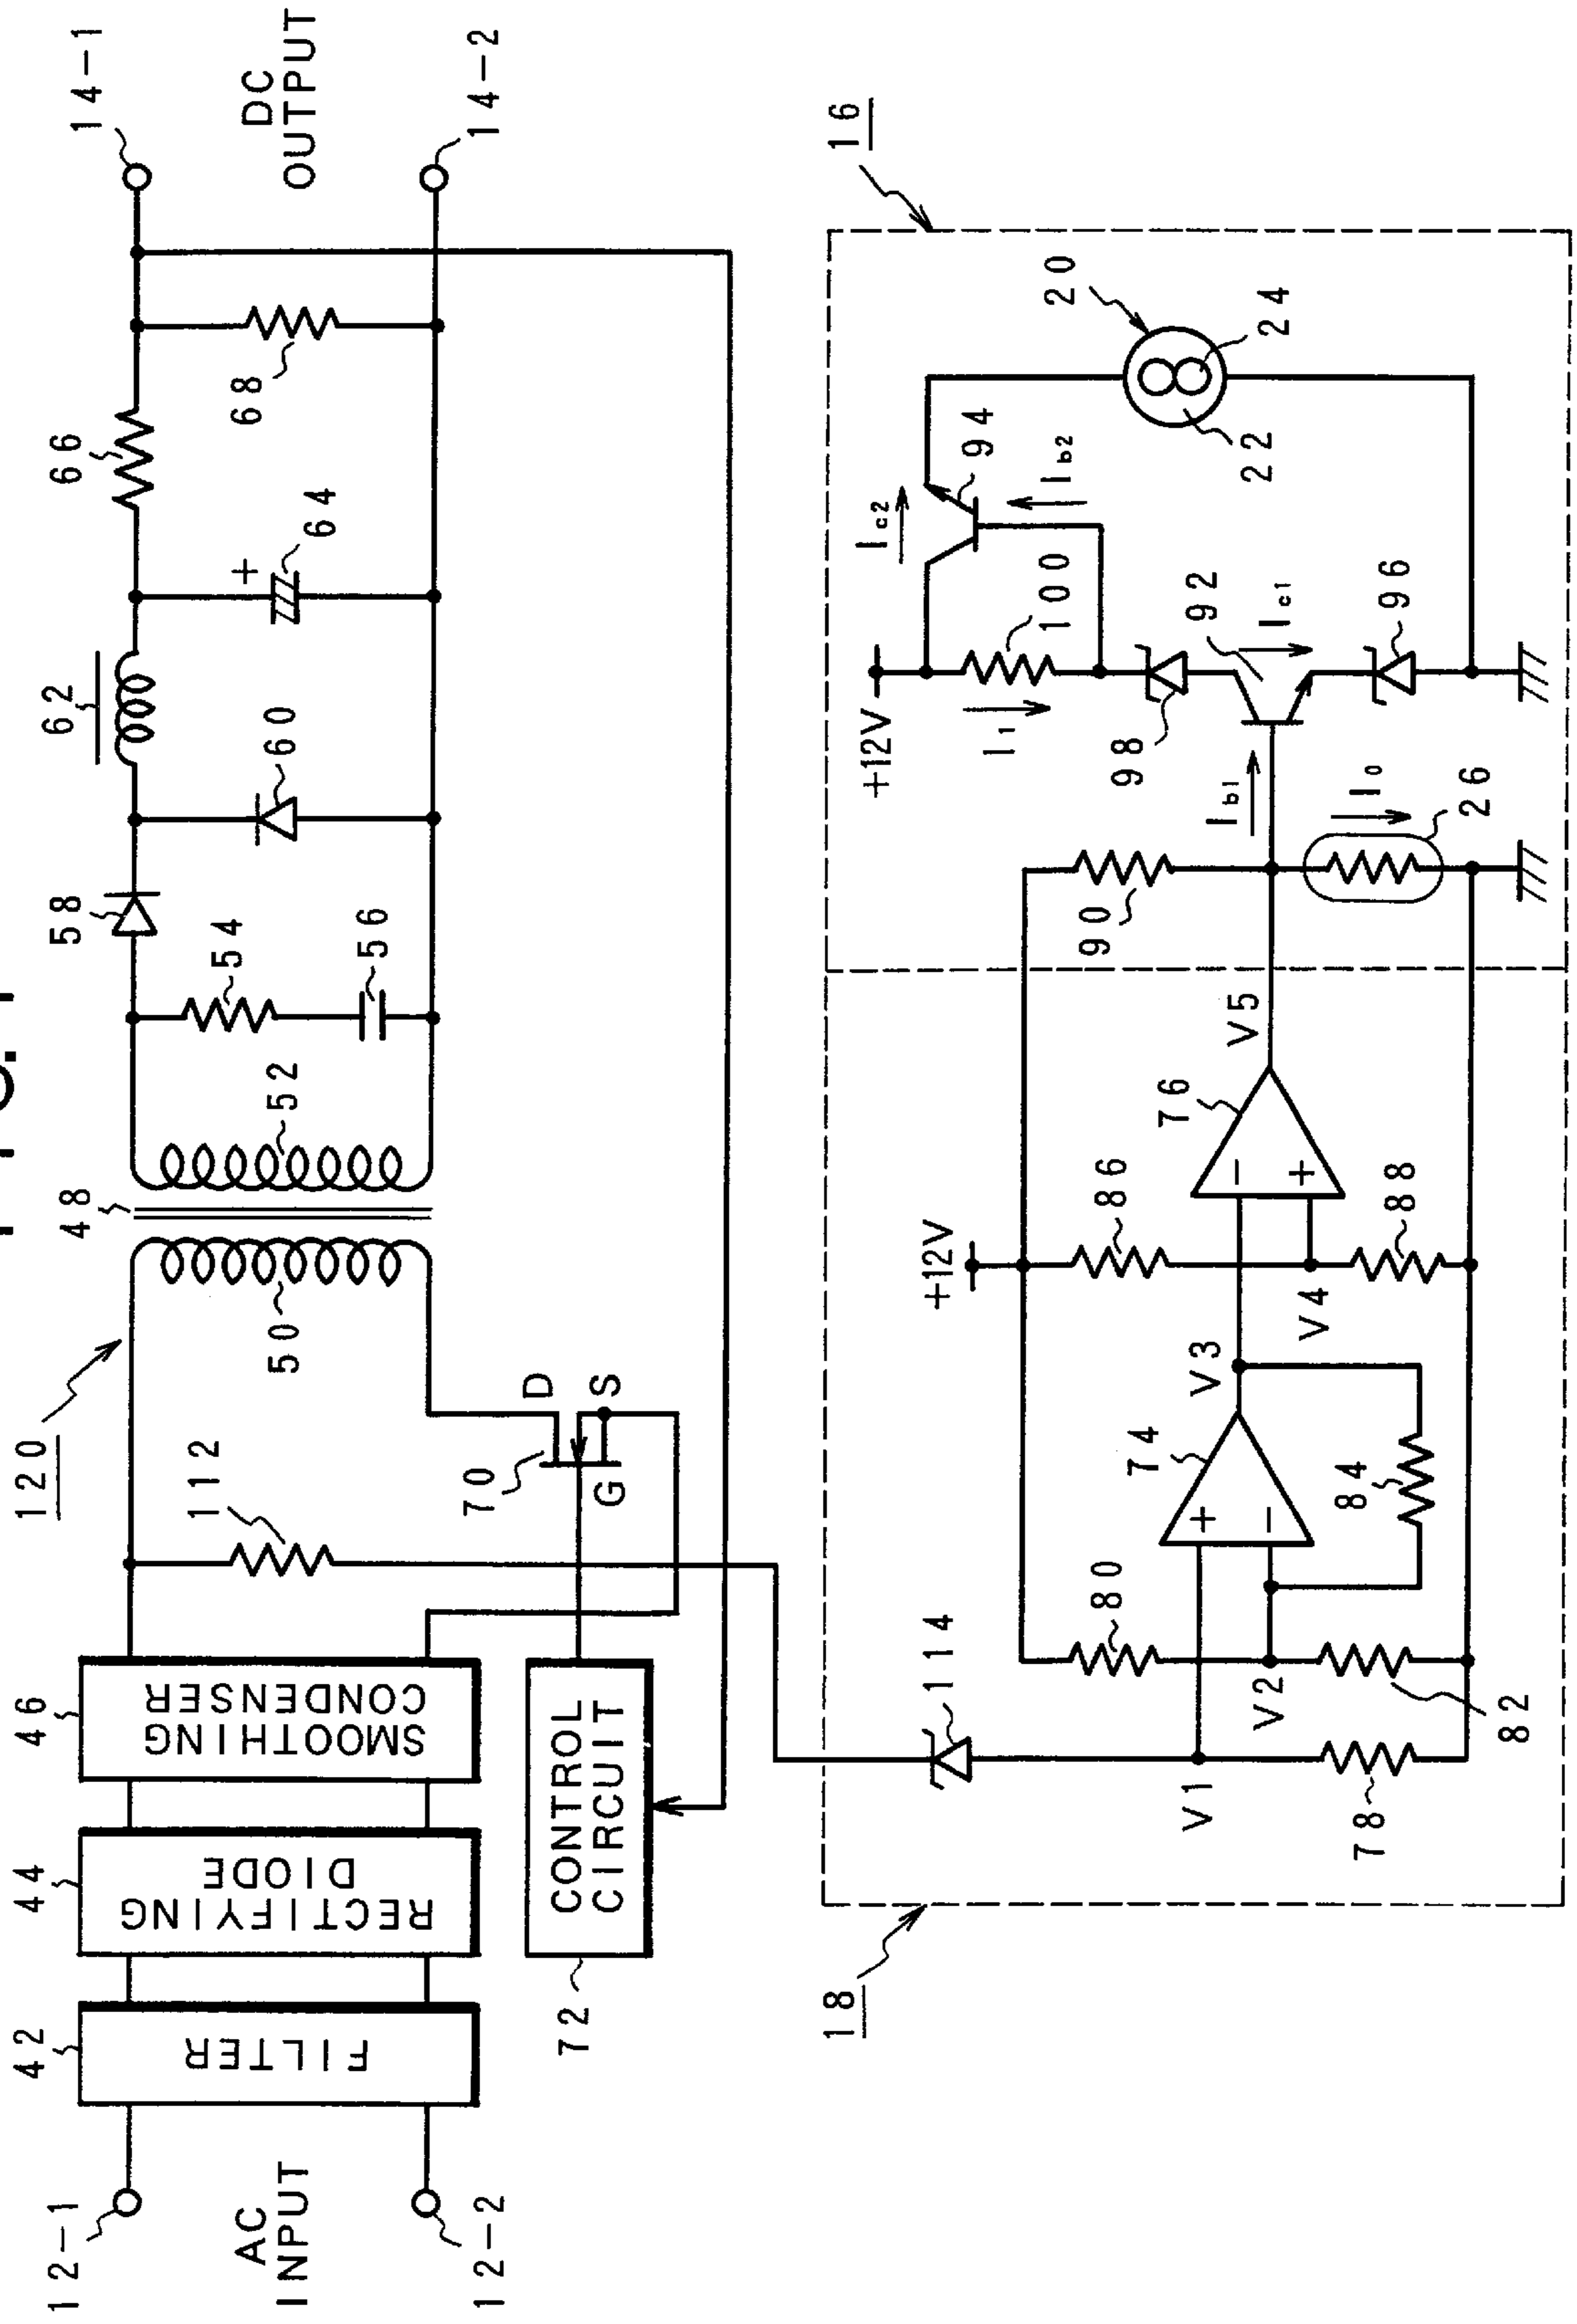 12-1
AC
INPUT
12-2
42
FILTER
44
RECTIFYING
DIODE
46
SMOOTHING
CONDENSER
120
112
48
50
52
54
56
58
60
62
+
64
66
68
14-1
DC
OUTPUT
14-2
72
CONTROL
CIRCUIT
70
D
S
G
18
114
V1
78
80
V2
82
+
−
74
84
V3
+12V
86
V4
88
−
+
76
V5
16
90
Ib1
I0
26
+12V
I1
100
98
92
Ic1
96
Ic2
94
Ib2
20
22
24